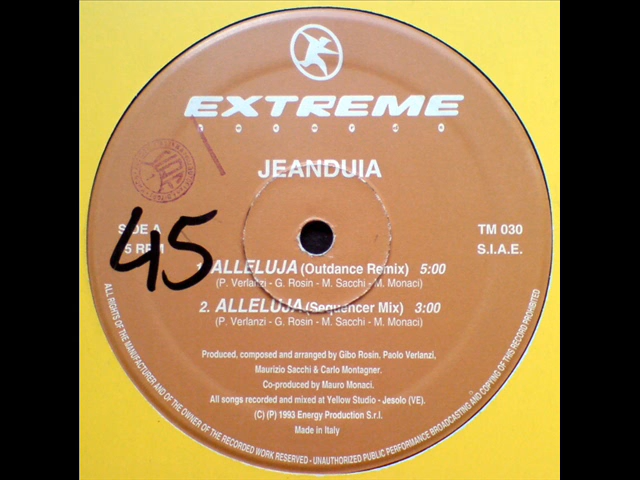 EXTREME
RECORDS
JEANDUIA
SIDE A
45 RPM
45
TM 030
S.I.A.E.
1. ALLELUJA (Outdance Remix) 5:00
(P. Verlanzi - G. Rosin - M. Sacchi - M. Monaci)
2. ALLELUJA (Sequencer Mix) 3:00
(P. Verlanzi - G. Rosin - M. Sacchi - M. Monaci)
Produced, composed and arranged by Gibo Rosin, Paolo Verlanzi,
Maurizio Sacchi & Carlo Montagner.
Co-produced by Mauro Monaci.
All songs recorded and mixed at Yellow Studio - Jesolo (VE).
(C) (P) 1993 Energy Production S.r.l.
Made in Italy
ALL RIGHTS OF THE MANUFACTURER AND OF THE OWNER OF THE RECORDED WORK RESERVED - UNAUTHORIZED PUBLIC PERFORMANCE BROADCASTING AND COPYING OF THIS RECORD PROHIBITED